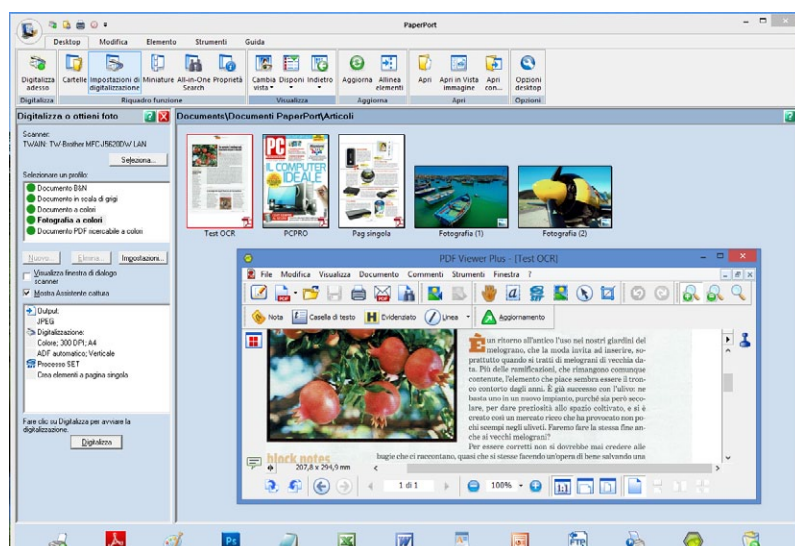 PaperPort
Desktop Modifica Elemento Strumenti Guida
Digitalizza adesso
Cartelle
Impostazioni di digitalizzazione
Miniature
All-in-One Search
Proprietà
Cambia vista
Disponi
Indietro
Aggiorna
Allinea elementi
Apri
Apri in Vista immagine
Apri con...
Opzioni desktop
Digitalizza Riquadro funzione Visualizza Aggiorna Apri Opzioni
Digitalizza o ottieni foto
Documents\Documenti PaperPort\Articoli
Scanner:
TWAIN: TW-Brother MFC-J5620DW LAN
Seleziona...
Selezionare un profilo:
Documento B&N
Documento in scala di grigi
Documento a colori
Fotografia a colori
Documento PDF ricercabile a colori
Nuovo... Elimina... Impostazioni...
Visualizza finestra di dialogo
scanner
Mostra Assistente cattura
Output:
JPEG
Digitalizzazione:
Colore; 300 DPI; A4
ADF automatico; Verticale
Processo SET
Crea elementi a pagina singola
Fare clic su Digitalizza per avviare la
digitalizzazione.
Digitalizza
PC
IL COMPUTER
IDEALE
Test OCR PCPRO Pag singola Fotografia (1) Fotografia (2)
PDF Viewer Plus - [Test OCR]
File Modifica Visualizza Documento Commenti Strumenti Finestra ?
Nota Casella di testo Evidenziato Linea Aggiornamento
È un ritorno all'antico l'uso nei nostri giardini del
melograno, che la moda invita ad inserire, so-
prattutto quando si tratti di melograni di vecchia da-
ta. Più delle ramificazioni, che rimangono comunque
contenute, l'elemento che piace sembra essere il tron-
co contorto dagli anni. È già successo con l'ulivo: ne
basta uno in un nuovo impianto, purché sia però seco-
lare, per dare preziosità allo spazio coltivato, e si è
creato così un mercato ricco che ha provocato non po-
chi scempi negli uliveti. Faremo fare la stessa fine an-
che ai vecchi melograni?
Per essere corretti non si dovrebbe mai credere alle
bugie che ci raccontano, quasi che si stesse facendo un'opera di bene salvando una
block notes
207,8 x 294,9 mm
1 di 1
100%
1:1
Ps
FTP